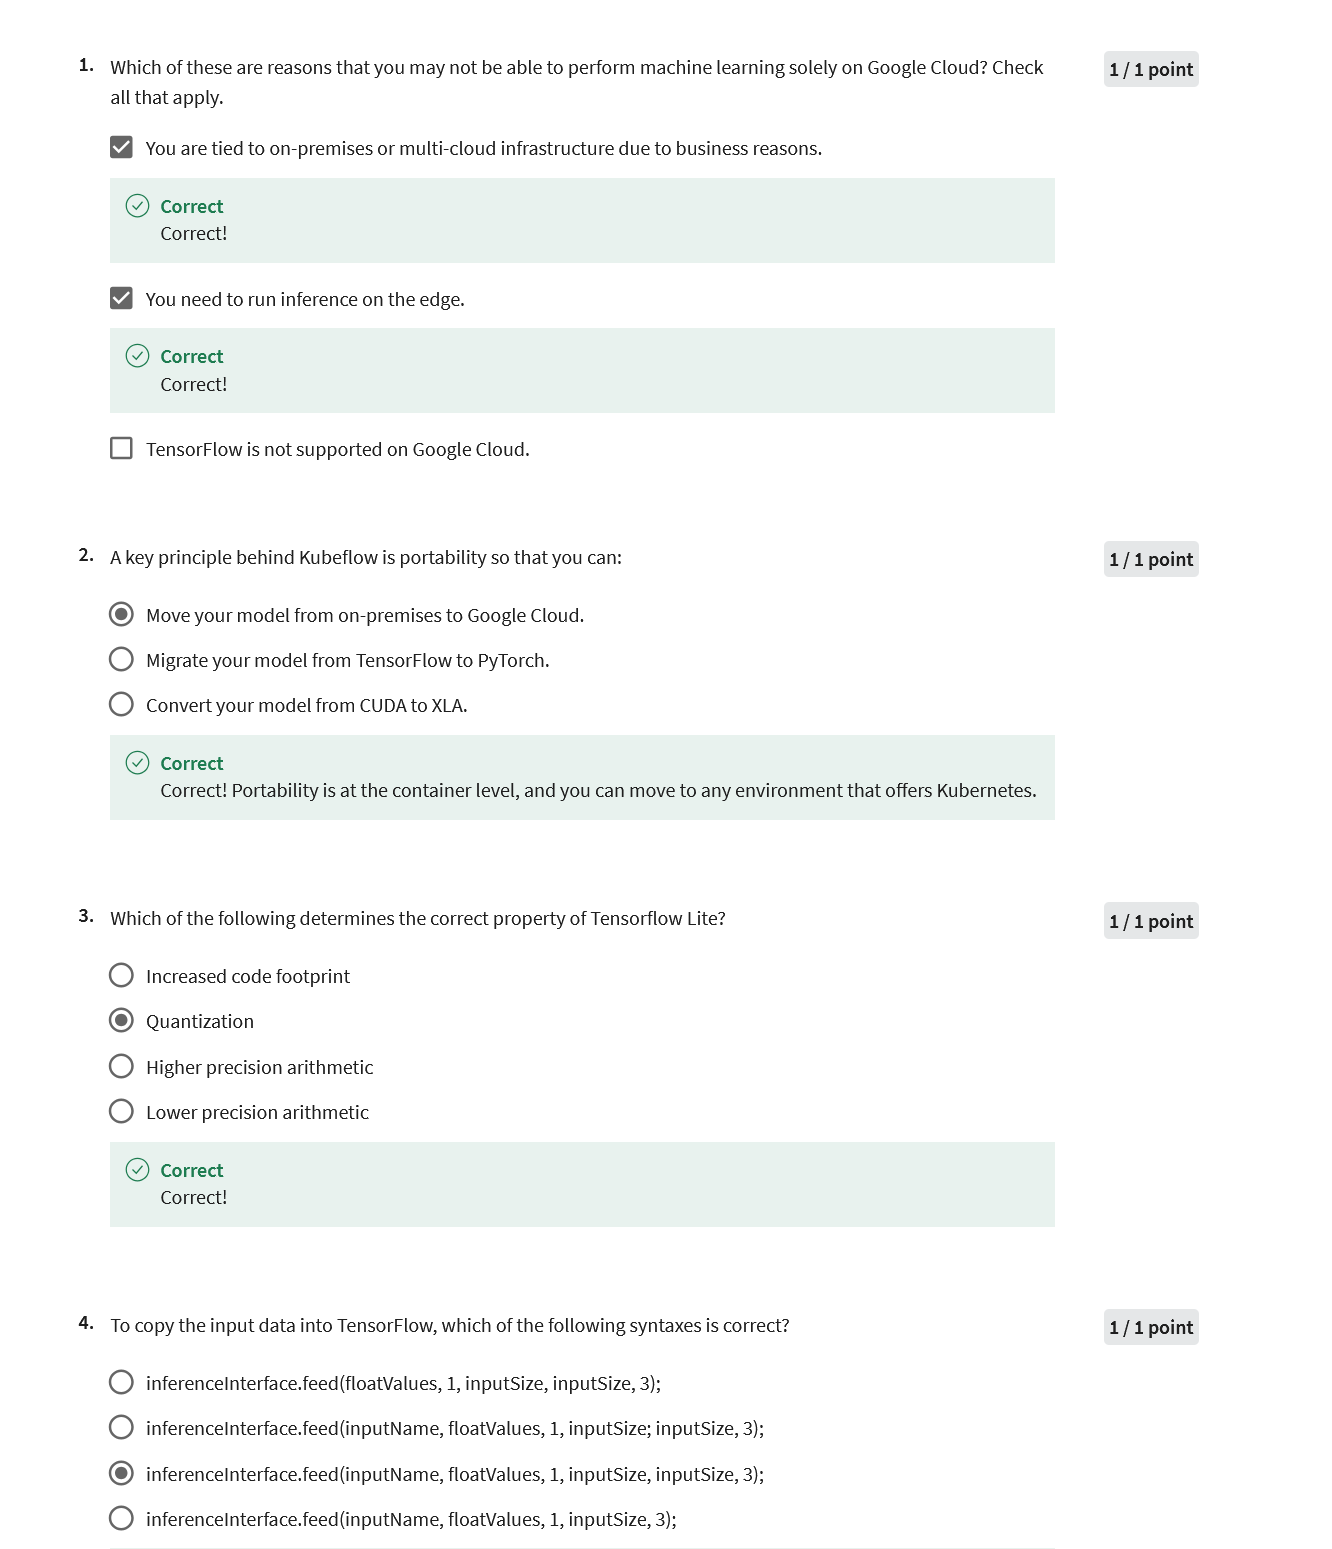 1. Which of these are reasons that you may not be able to perform machine learning solely on Google Cloud? Check
all that apply.
1 / 1 point
You are tied to on-premises or multi-cloud infrastructure due to business reasons.
Correct
Correct!
You need to run inference on the edge.
Correct
Correct!
TensorFlow is not supported on Google Cloud.
2. A key principle behind Kubeflow is portability so that you can:
1 / 1 point
Move your model from on-premises to Google Cloud.
Migrate your model from TensorFlow to PyTorch.
Convert your model from CUDA to XLA.
Correct
Correct! Portability is at the container level, and you can move to any environment that offers Kubernetes.
3. Which of the following determines the correct property of Tensorflow Lite?
1 / 1 point
Increased code footprint
Quantization
Higher precision arithmetic
Lower precision arithmetic
Correct
Correct!
4. To copy the input data into TensorFlow, which of the following syntaxes is correct?
1 / 1 point
inferenceInterface.feed(floatValues, 1, inputSize, inputSize, 3);
inferenceInterface.feed(inputName, floatValues, 1, inputSize; inputSize, 3);
inferenceInterface.feed(inputName, floatValues, 1, inputSize, inputSize, 3);
inferenceInterface.feed(inputName, floatValues, 1, inputSize, 3);